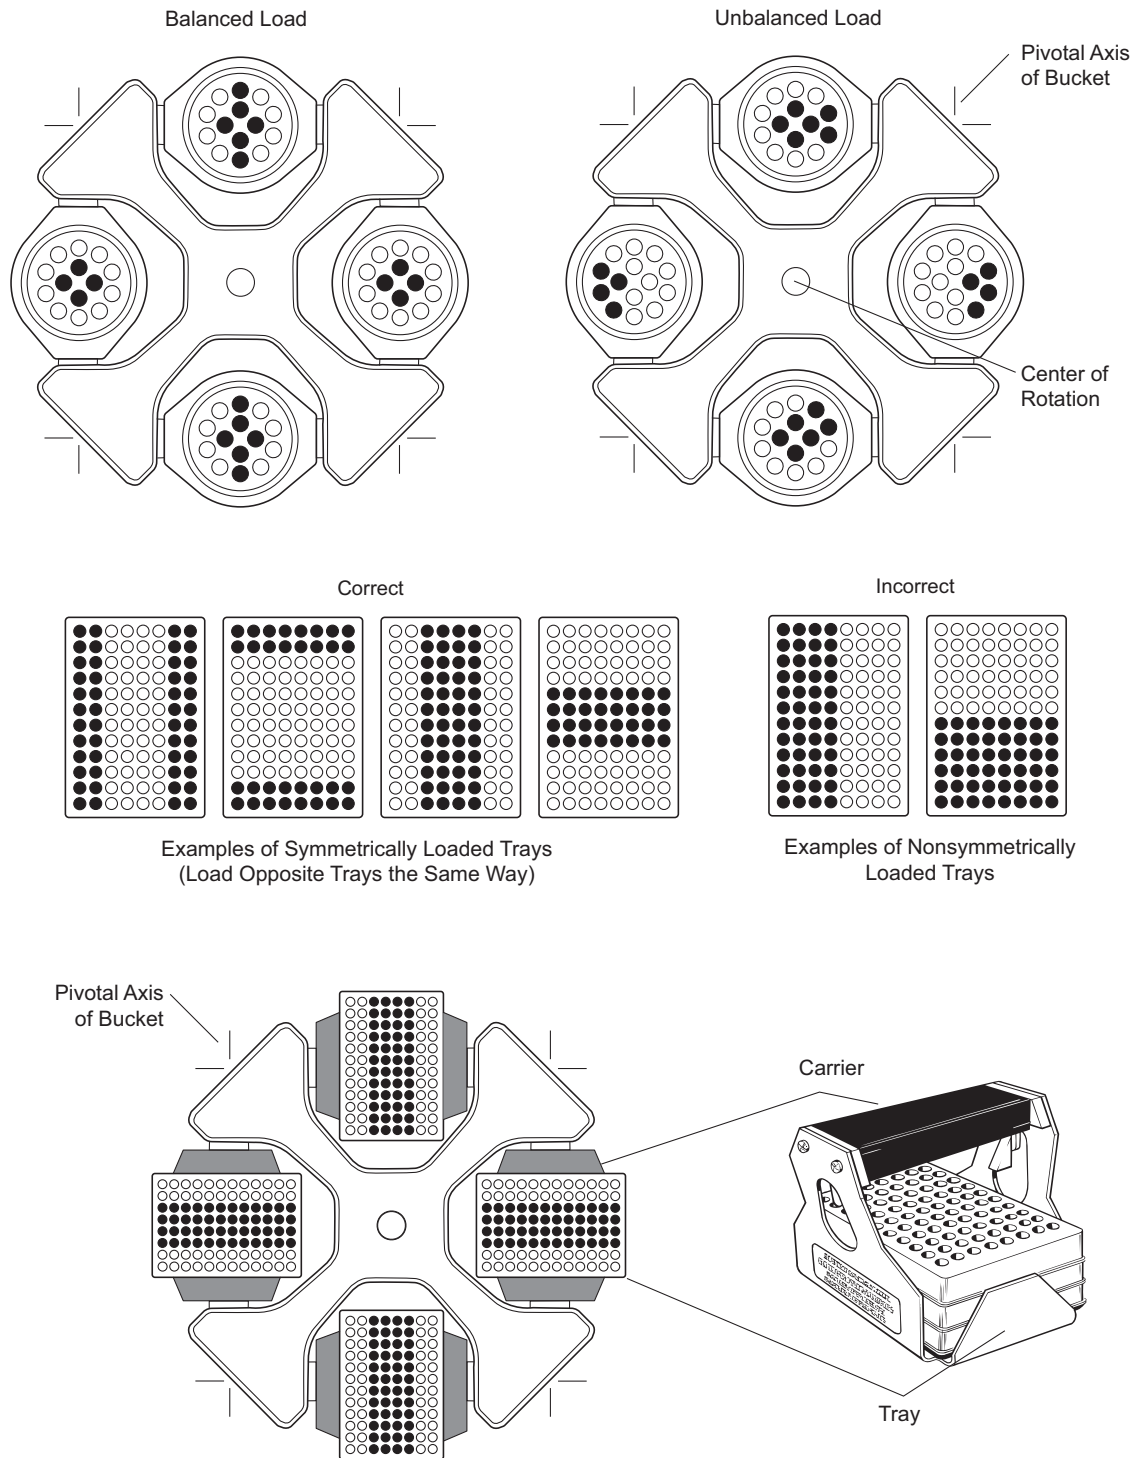 Balanced Load
Unbalanced Load
Pivotal Axis
of Bucket
Center of
Rotation
Correct
Incorrect
Examples of Symmetrically Loaded Trays
(Load Opposite Trays the Same Way)
Examples of Nonsymmetrically
Loaded Trays
Pivotal Axis
of Bucket
Carrier
Tray